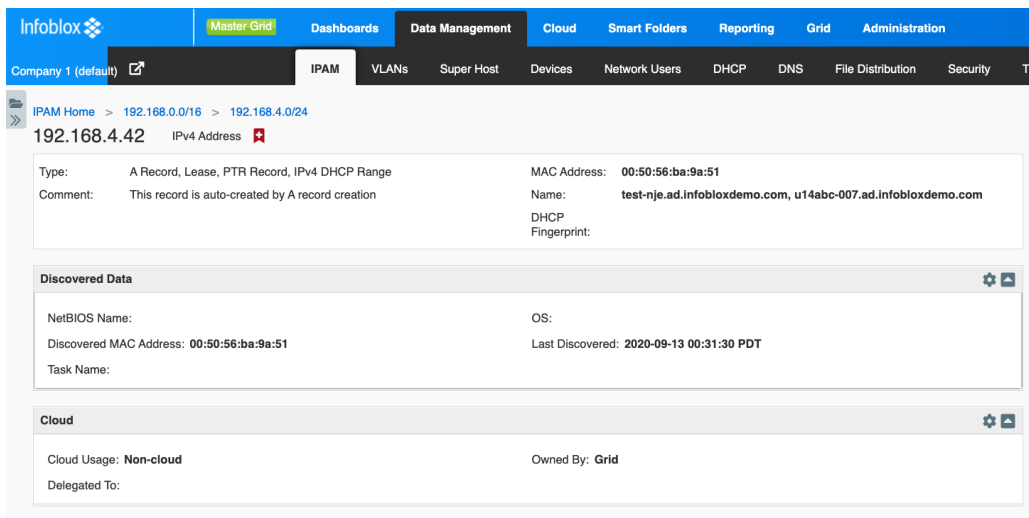 Infoblox Master Grid Dashboards Data Management Cloud Smart Folders Reporting Grid Administration
Company 1 (default) IPAM VLANs Super Host Devices Network Users DHCP DNS File Distribution Security T
IPAM Home > 192.168.0.0/16 > 192.168.4.0/24
192.168.4.42 IPv4 Address
Type: A Record, Lease, PTR Record, IPv4 DHCP Range MAC Address: 00:50:56:ba:9a:51
Comment: This record is auto-created by A record creation Name: test-nje.ad.infobloxdemo.com, u14abc-007.ad.infobloxdemo.com
DHCP
Fingerprint:
Discovered Data
NetBIOS Name: OS:
Discovered MAC Address: 00:50:56:ba:9a:51 Last Discovered: 2020-09-13 00:31:30 PDT
Task Name:
Cloud
Cloud Usage: Non-cloud Owned By: Grid
Delegated To: